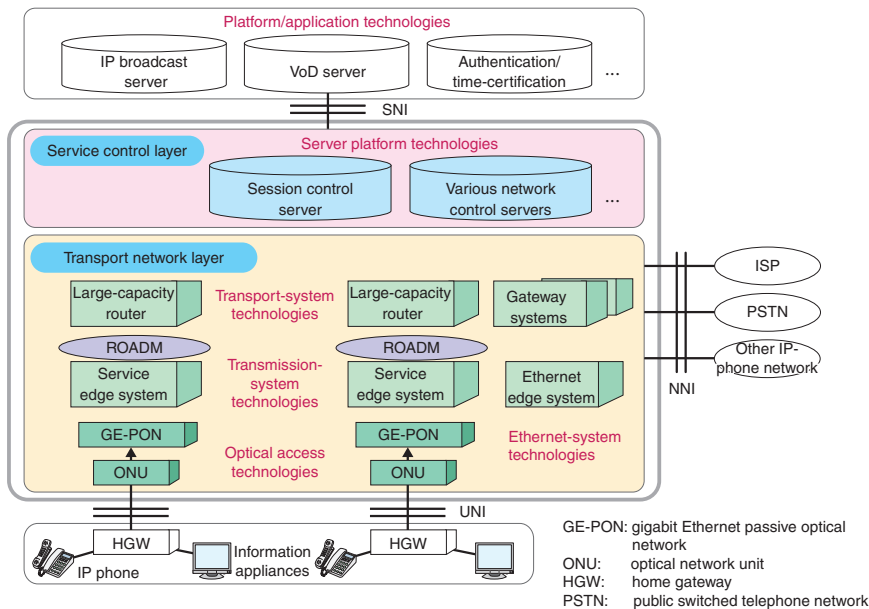 Platform/application technologies
IP broadcast
server
VoD server
Authentication/
time-certification
...
SNI
Service control layer
Server platform technologies
Session control
server
Various network
control servers
...
Transport network layer
Large-capacity
router
Transport-system
technologies
Large-capacity
router
Gateway
systems
ISP
PSTN
Other IP-
phone network
NNI
ROADM
ROADM
Service
edge system
Transmission-
system
technologies
Service
edge system
Ethernet
edge system
GE-PON
GE-PON
Ethernet-system
technologies
ONU
Optical access
technologies
ONU
UNI
HGW
HGW
IP phone
Information
appliances
GE-PON: gigabit Ethernet passive optical
network
ONU: optical network unit
HGW: home gateway
PSTN: public switched telephone network